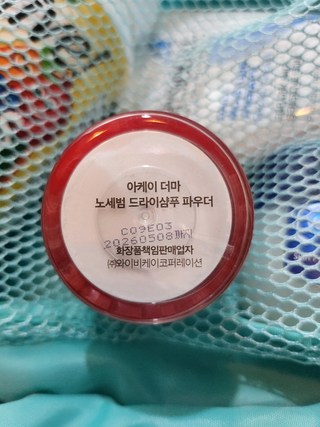 아케이 더마
노세범 드라이샴푸 파우더
C09E03
20260508까지
화장품책임판매업자
㈜와이비케이코퍼레이션